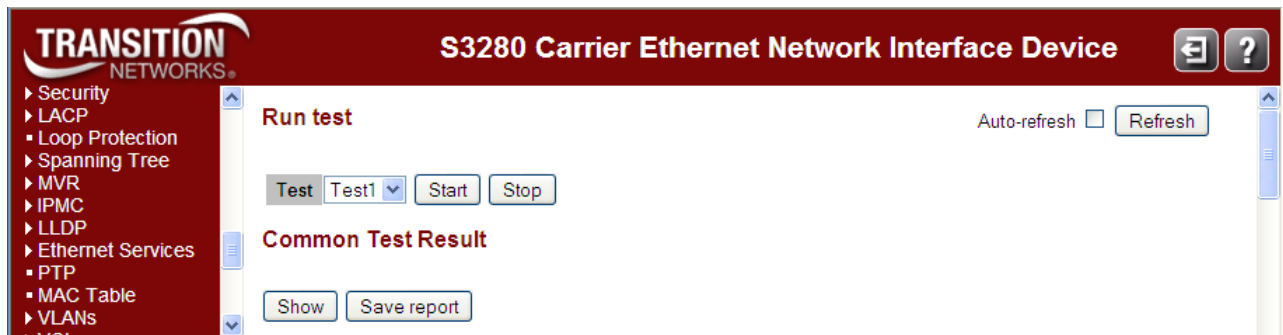 TRANSITION
NETWORKS®
S3280 Carrier Ethernet Network Interface Device
?
Security
LACP
Loop Protection
Spanning Tree
MVR
IPMC
LLDP
Ethernet Services
PTP
MAC Table
VLANs
Run test
Auto-refresh
Refresh
Test
Test1
Start
Stop
Common Test Result
Show
Save report